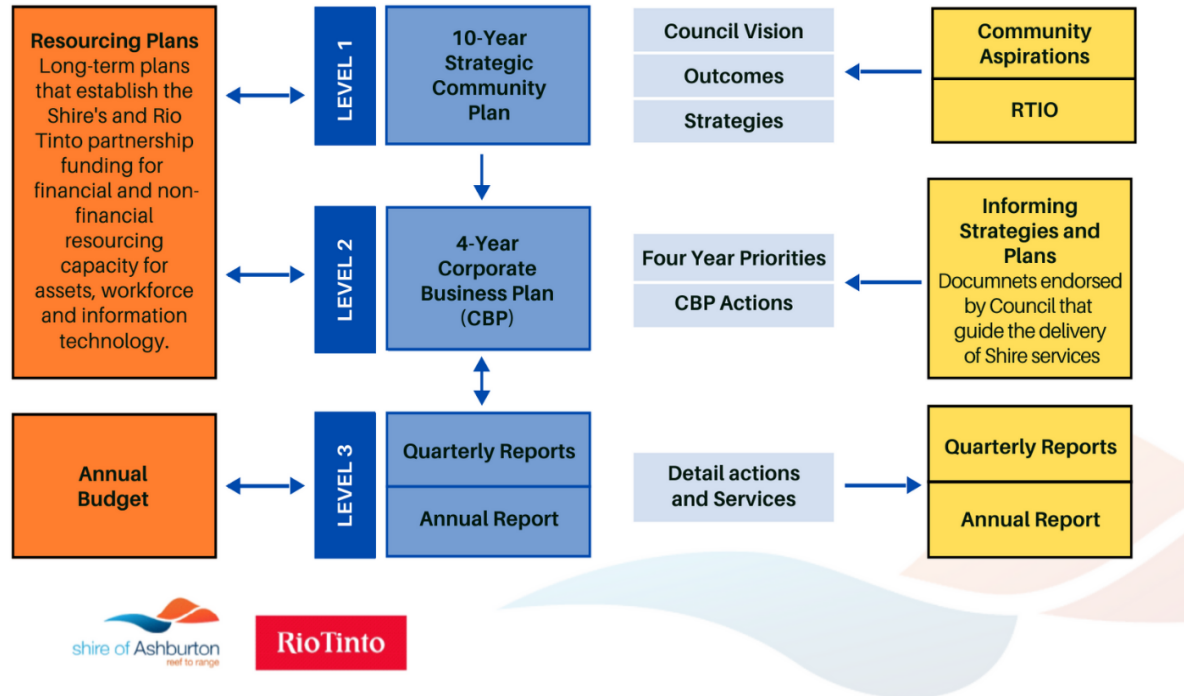 Resourcing Plans
Long-term plans
that establish the
Shire's and Rio
Tinto partnership
funding for
financial and non-
financial
resourcing
capacity for
assets, workforce
and information
technology.
LEVEL 1
10-Year
Strategic
Community
Plan
Council Vision
Outcomes
Strategies
Community
Aspirations
RTIO
LEVEL 2
4-Year
Corporate
Business Plan
(CBP)
Four Year Priorities
CBP Actions
Informing
Strategies and
Plans
Documnets endorsed
by Council that
guide the delivery
of Shire services
Annual
Budget
LEVEL 3
Quarterly Reports
Annual Report
Detail actions
and Services
Quarterly Reports
Annual Report
shire of Ashburton
reef to range
RioTinto